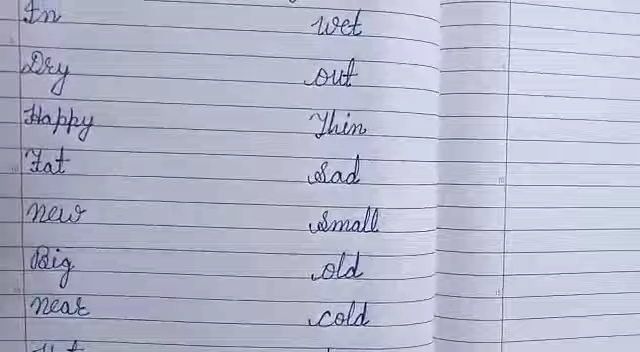 In wet
Dry out
Happy Thin
Fat sad
new small
Big old
near cold